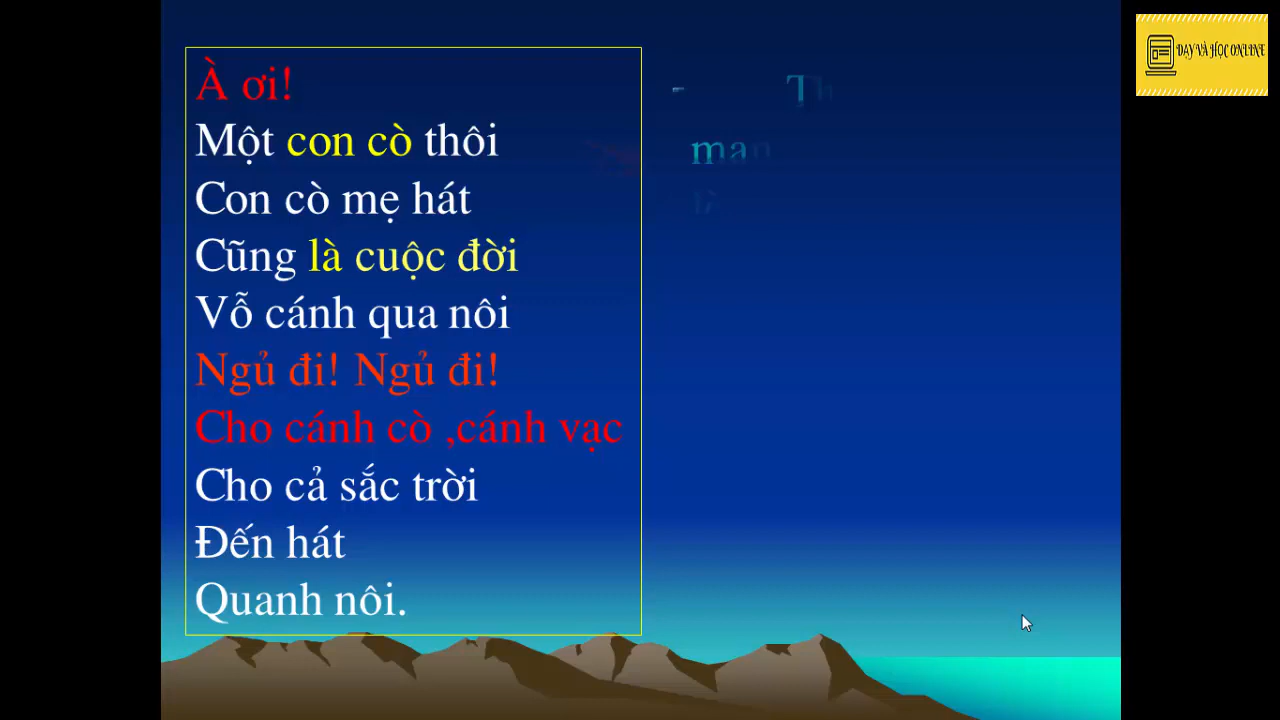 À ơi!
Một con cò thôi
Con cò mẹ hát
Cũng là cuộc đời
Vỗ cánh qua nôi
Ngủ đi! Ngủ đi!
Cho cánh cò ,cánh vạc
Cho cả sắc trời
Đến hát
Quanh nôi.
DẠY VÀ HỌC ONLINE